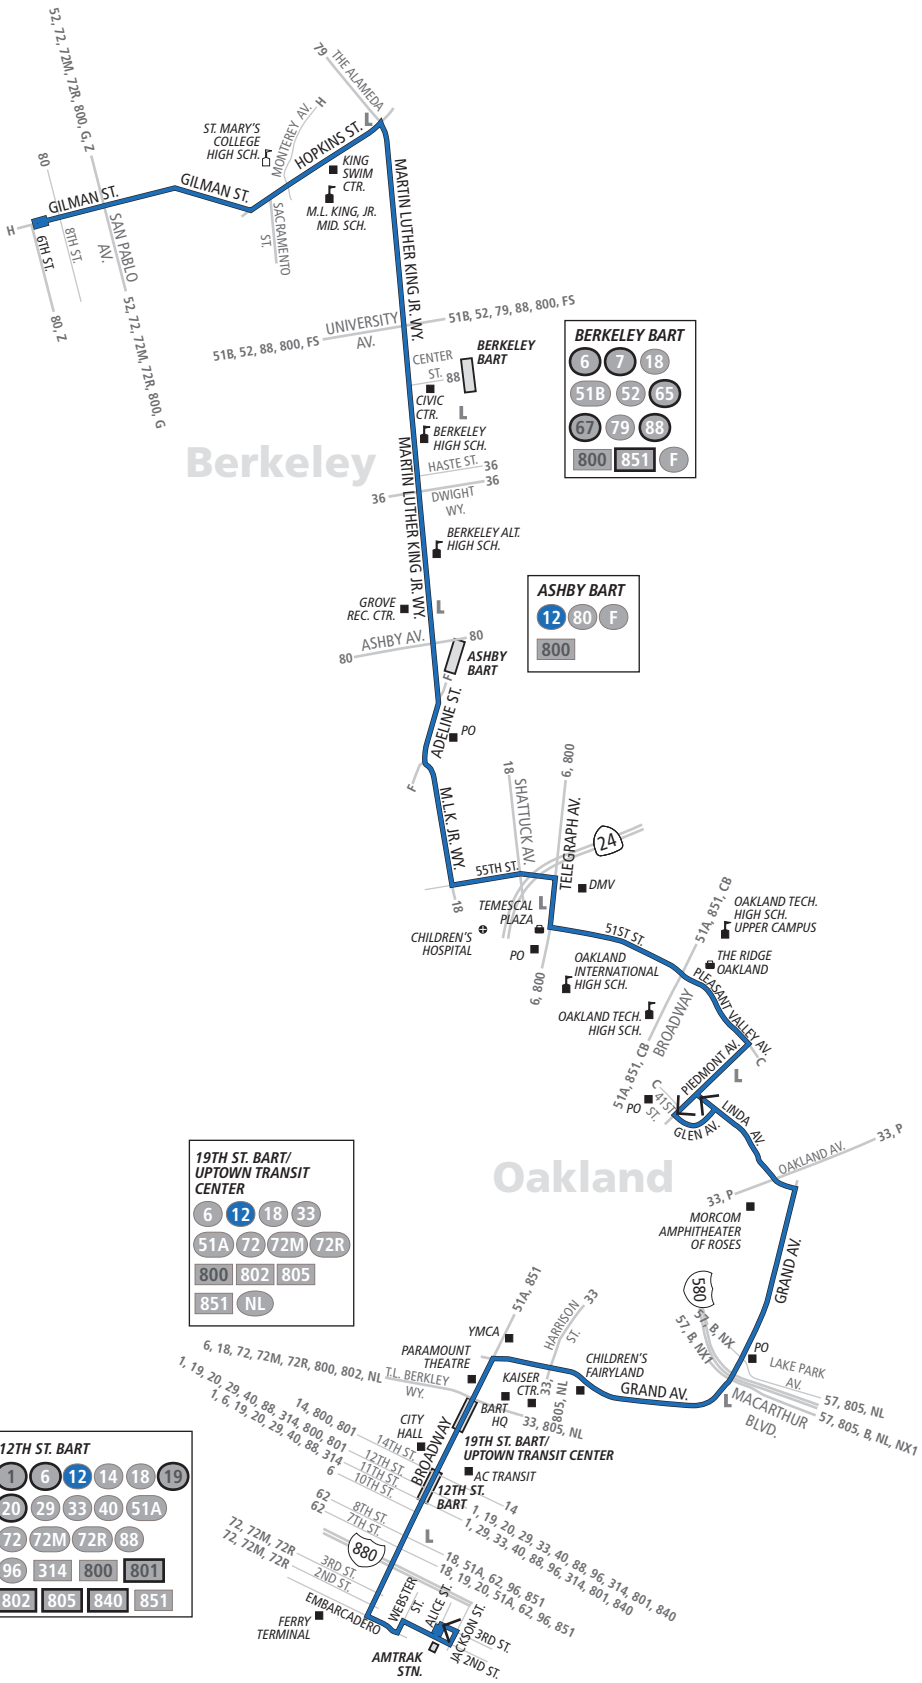 52, 72, 72M, 72R, 800, G, Z
79
THE ALAMEDA
L
ST. MARY'S
COLLEGE
HIGH SCH.
MONTEREY AV.
H
HOPKINS ST.
KING
SWIM
CTR.
M.L. KING, JR.
MID. SCH.
80
GILMAN ST.
GILMAN ST.
H
6TH ST.
8TH ST.
SAN PABLO
AV.
SACRAMENTO
ST.
80, Z
52, 72, 72M, 72R, 800, G
MARTIN LUTHER KING JR. WY.
51B, 52, 79, 88, 800, FS
UNIVERSITY
AV.
51B, 52, 88, 800, FS
BERKELEY
BART
CENTER
ST.
88
CIVIC
CTR.
L
BERKELEY BART
6 7 18
51B 52 65
67 79 88
800 851 F
BERKELEY
HIGH SCH.
Berkeley
MARTIN LUTHER KING JR. WY.
HASTE ST.
36
36
36
DWIGHT
WY.
BERKELEY ALT.
HIGH SCH.
GROVE
REC. CTR.
L
ASHBY BART
12 80 F
800
ASHBY AV.
80
80
ASHBY
BART
F
ADELINE ST.
PO
F
M.L.K. JR. WY.
18
SHATTUCK AV.
6, 800
TELEGRAPH AV.
24
55TH ST.
18
DMV
TEMESCAL
PLAZA
L
CHILDREN'S
HOSPITAL
PO
6, 800
51ST ST.
51A, 851, CB
OAKLAND TECH.
HIGH SCH.
UPPER CAMPUS
OAKLAND
INTERNATIONAL
HIGH SCH.
THE RIDGE
OAKLAND
OAKLAND TECH.
HIGH SCH.
BROADWAY
PLEASANT VALLEY AV.
51A, 851, CB
C
PIEDMONT AV.
L
C
41ST
ST.
PO
GLEN AV.
LINDA AV.
OAKLAND AV.
33, P
33, P
Oakland
MORCOM
AMPHITHEATER
OF ROSES
GRAND AV.
580
57, B, NX
57, B, NX1
PO
LAKE PARK
AV.
57, 805, NL
57, 805, B, NL, NX1
MACARTHUR
BLVD.
L
19TH ST. BART/
UPTOWN TRANSIT
CENTER
6 12 18 33
51A 72 72M 72R
800 802 805
851 NL
51A, 851
YMCA
HARRISON
ST.
33
PARAMOUNT
THEATRE
6, 18, 72, 72M, 72R, 800, 802, NL
T.L. BERKLEY
WY.
KAISER
CTR.
CHILDREN'S
FAIRYLAND
GRAND AV.
33,
805, NL
BART
HQ
33, 805, NL
1, 19, 20, 29, 40, 88, 314, 800, 801
1, 6, 19, 20, 29, 40, 88, 314
14, 800, 801
CITY
HALL
BROADWAY
19TH ST. BART/
UPTOWN TRANSIT CENTER
14TH ST.
12TH ST.
11TH ST.
10TH ST.
6
AC TRANSIT
12TH ST.
BART
14
1, 19, 20, 29, 33, 40, 88, 96, 314, 801, 840
1, 29, 33, 40, 88, 96, 314, 801, 840
12TH ST. BART
1 6 12 14 18 19
20 29 33 40 51A
72 72M 72R 88
96 314 800 801
802 805 840 851
62
62
8TH ST.
7TH ST.
L
880
18, 51A, 62, 96, 851
18, 19, 20, 51A, 62, 96, 851
72, 72M, 72R
72, 72M, 72R
3RD ST.
2ND ST.
EMBARCADERO
WEBSTER
ST.
ALICE ST.
JACKSON ST.
3RD ST.
2ND ST.
FERRY
TERMINAL
AMTRAK
STN.